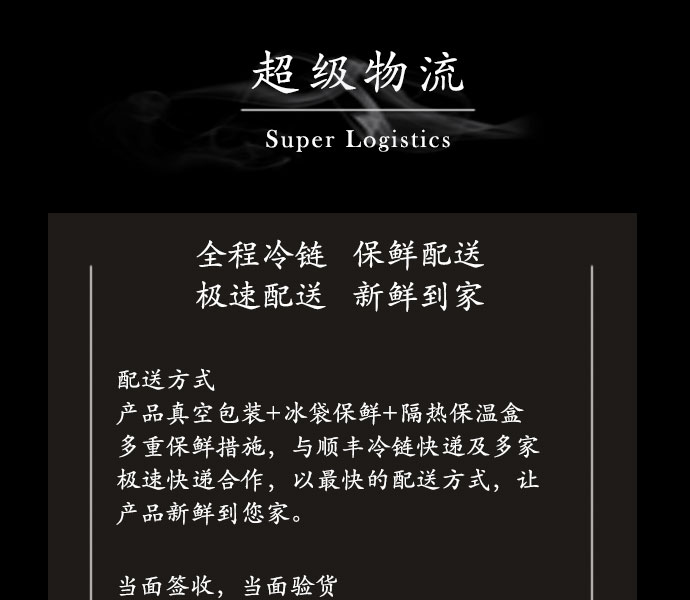 超级物流
Super Logistics
全程冷链 保鲜配送
极速配送 新鲜到家
配送方式
产品真空包装+冰袋保鲜+隔热保温盒
多重保鲜措施，与顺丰冷链快递及多家
极速快递合作，以最快的配送方式，让
产品新鲜到您家。
当面签收，当面验货